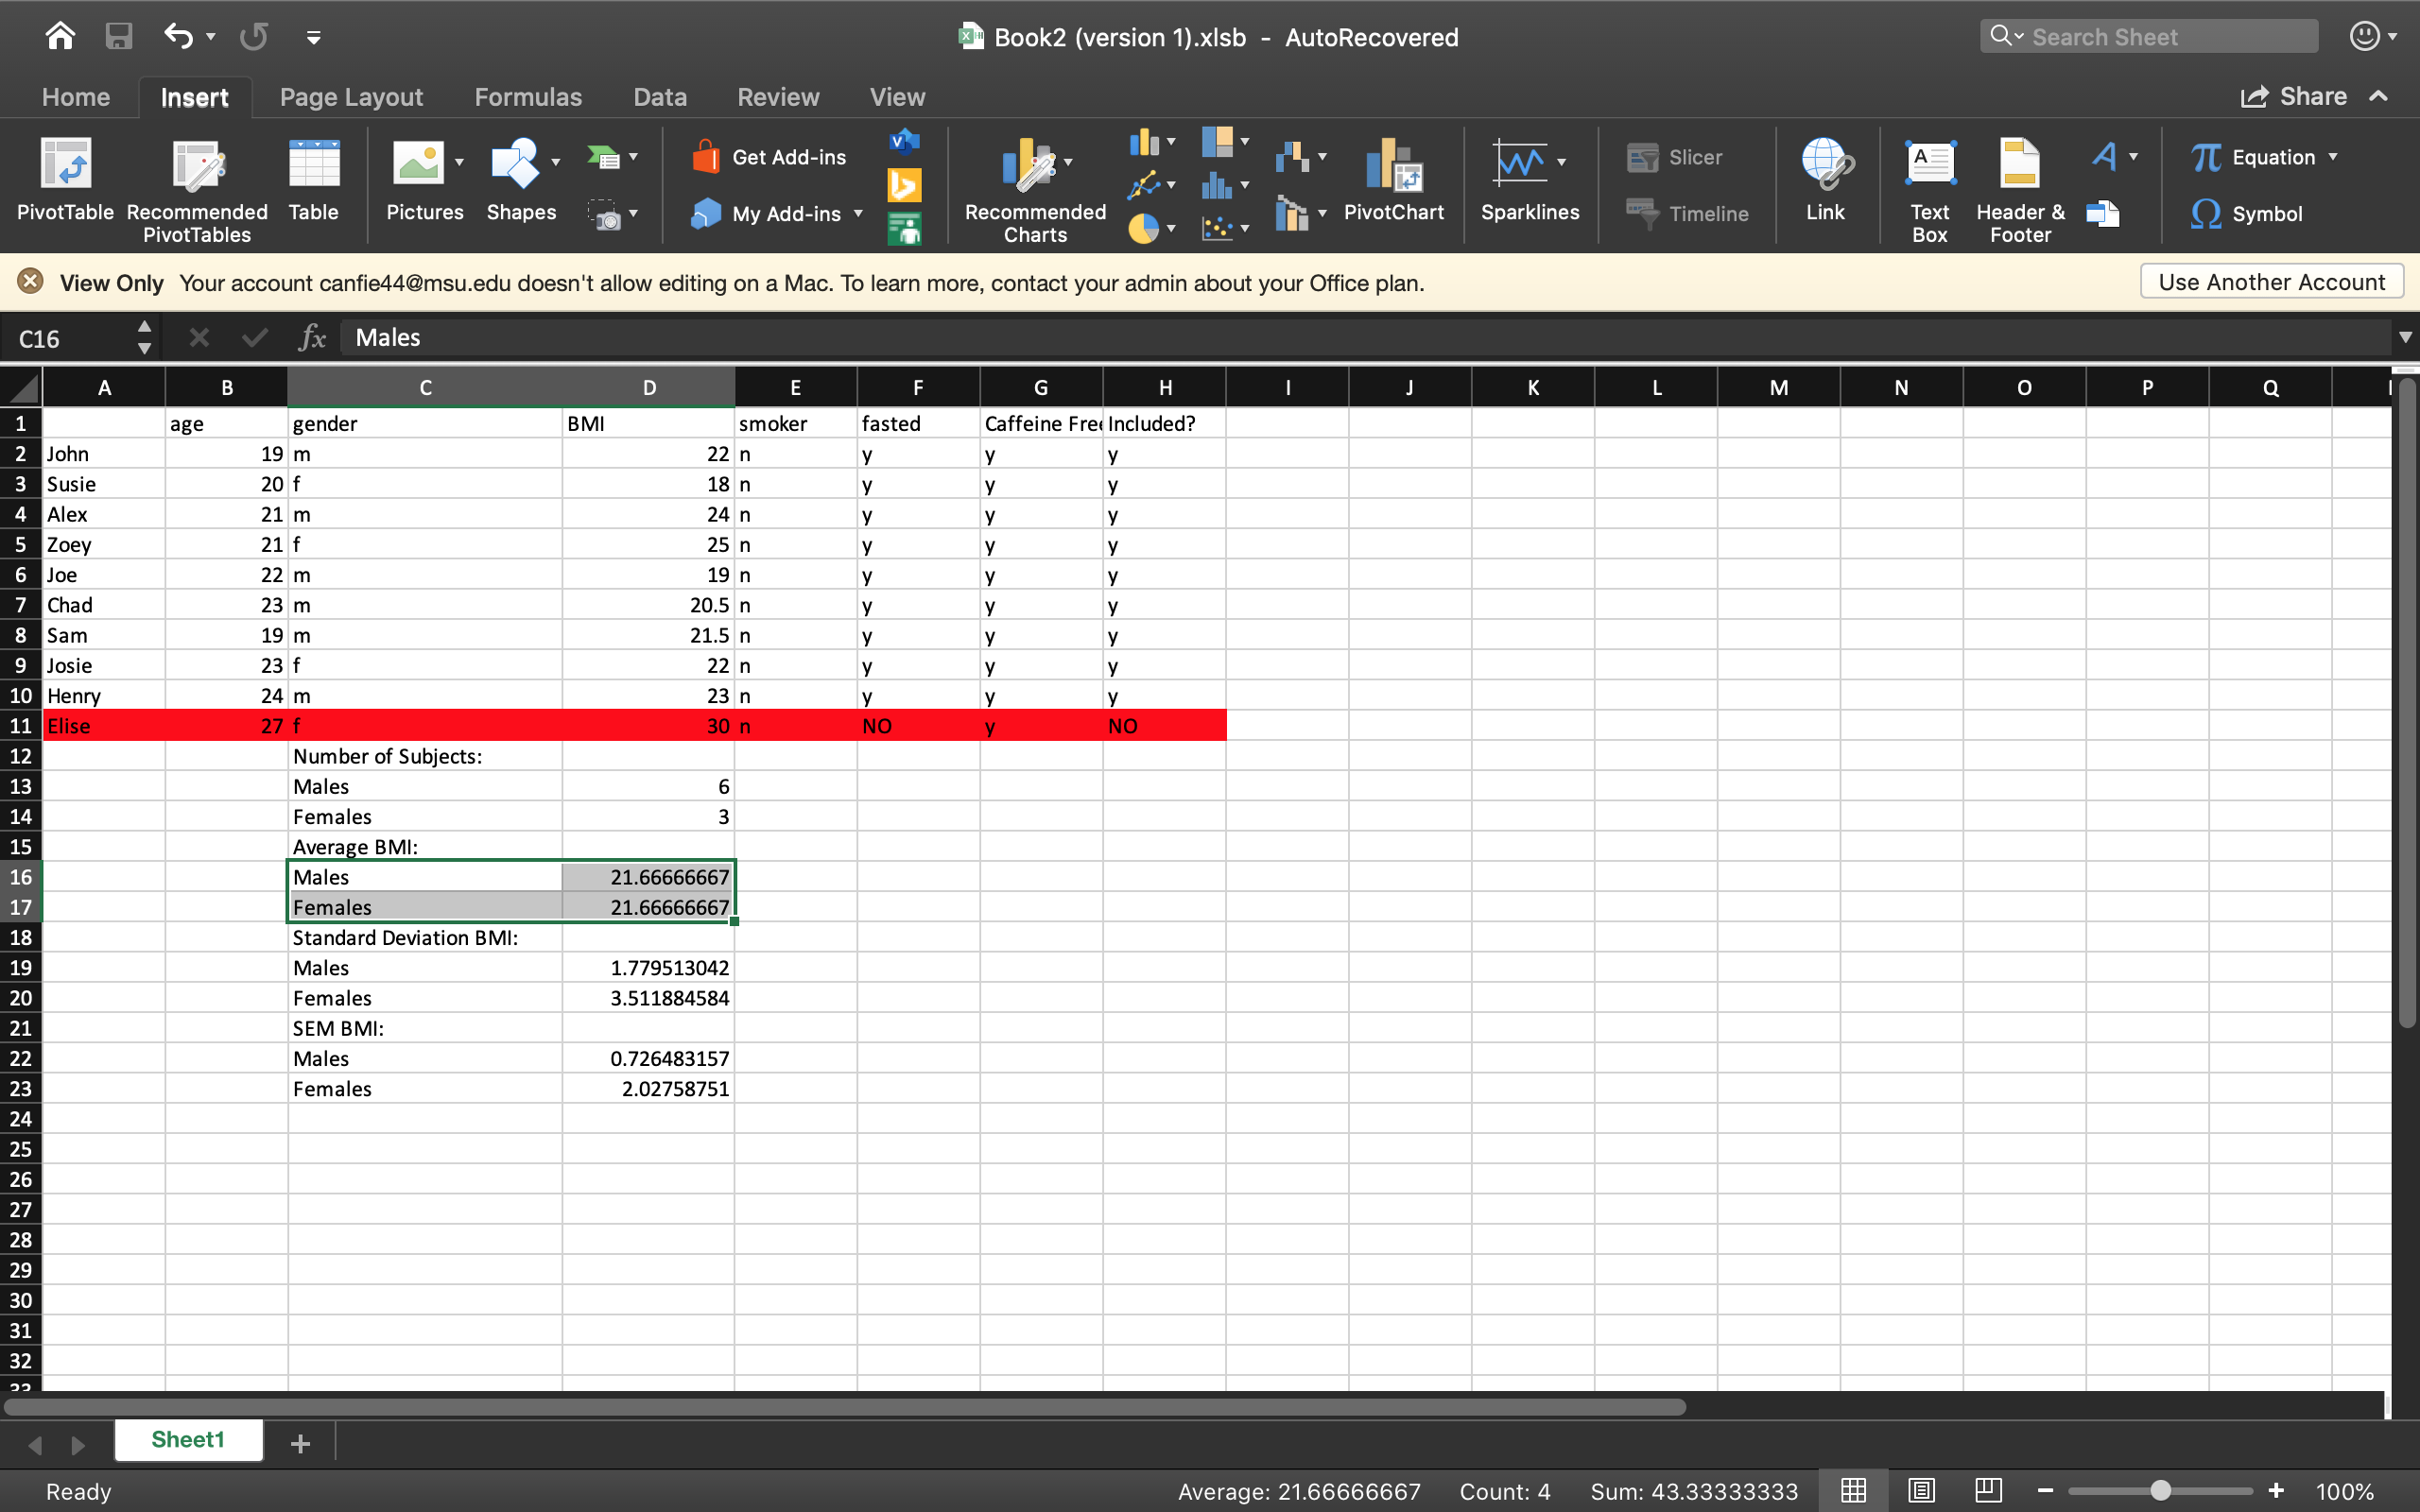 Book2 (version 1).xlsb - AutoRecovered
Search Sheet
Home Insert Page Layout Formulas Data Review View Share
PivotTable Recommended PivotTables Table Pictures Shapes Get Add-ins My Add-ins Recommended Charts PivotChart Sparklines Slicer Timeline Link Text Box Header & Footer Equation Symbol
View Only Your account canfie44@msu.edu doesn't allow editing on a Mac. To learn more, contact your admin about your Office plan. Use Another Account
C16 fx Males
A B C D E F G H I J K L M N O P Q
1 age gender BMI smoker fasted Caffeine Free Included?
2 John 19 m 22 n y y y
3 Susie 20 f 18 n y y y
4 Alex 21 m 24 n y y y
5 Zoey 21 f 25 n y y y
6 Joe 22 m 19 n y y y
7 Chad 23 m 20.5 n y y y
8 Sam 19 m 21.5 n y y y
9 Josie 23 f 22 n y y y
10 Henry 24 m 23 n y y y
11 Elise 27 f 30 n NO y NO
12 Number of Subjects:
13 Males 6
14 Females 3
15 Average BMI:
16 Males 21.66666667
17 Females 21.66666667
18 Standard Deviation BMI:
19 Males 1.779513042
20 Females 3.511884584
21 SEM BMI:
22 Males 0.726483157
23 Females 2.02758751
24
25
26
27
28
29
30
31
32
33
Sheet1 +
Ready Average: 21.66666667 Count: 4 Sum: 43.33333333 100%